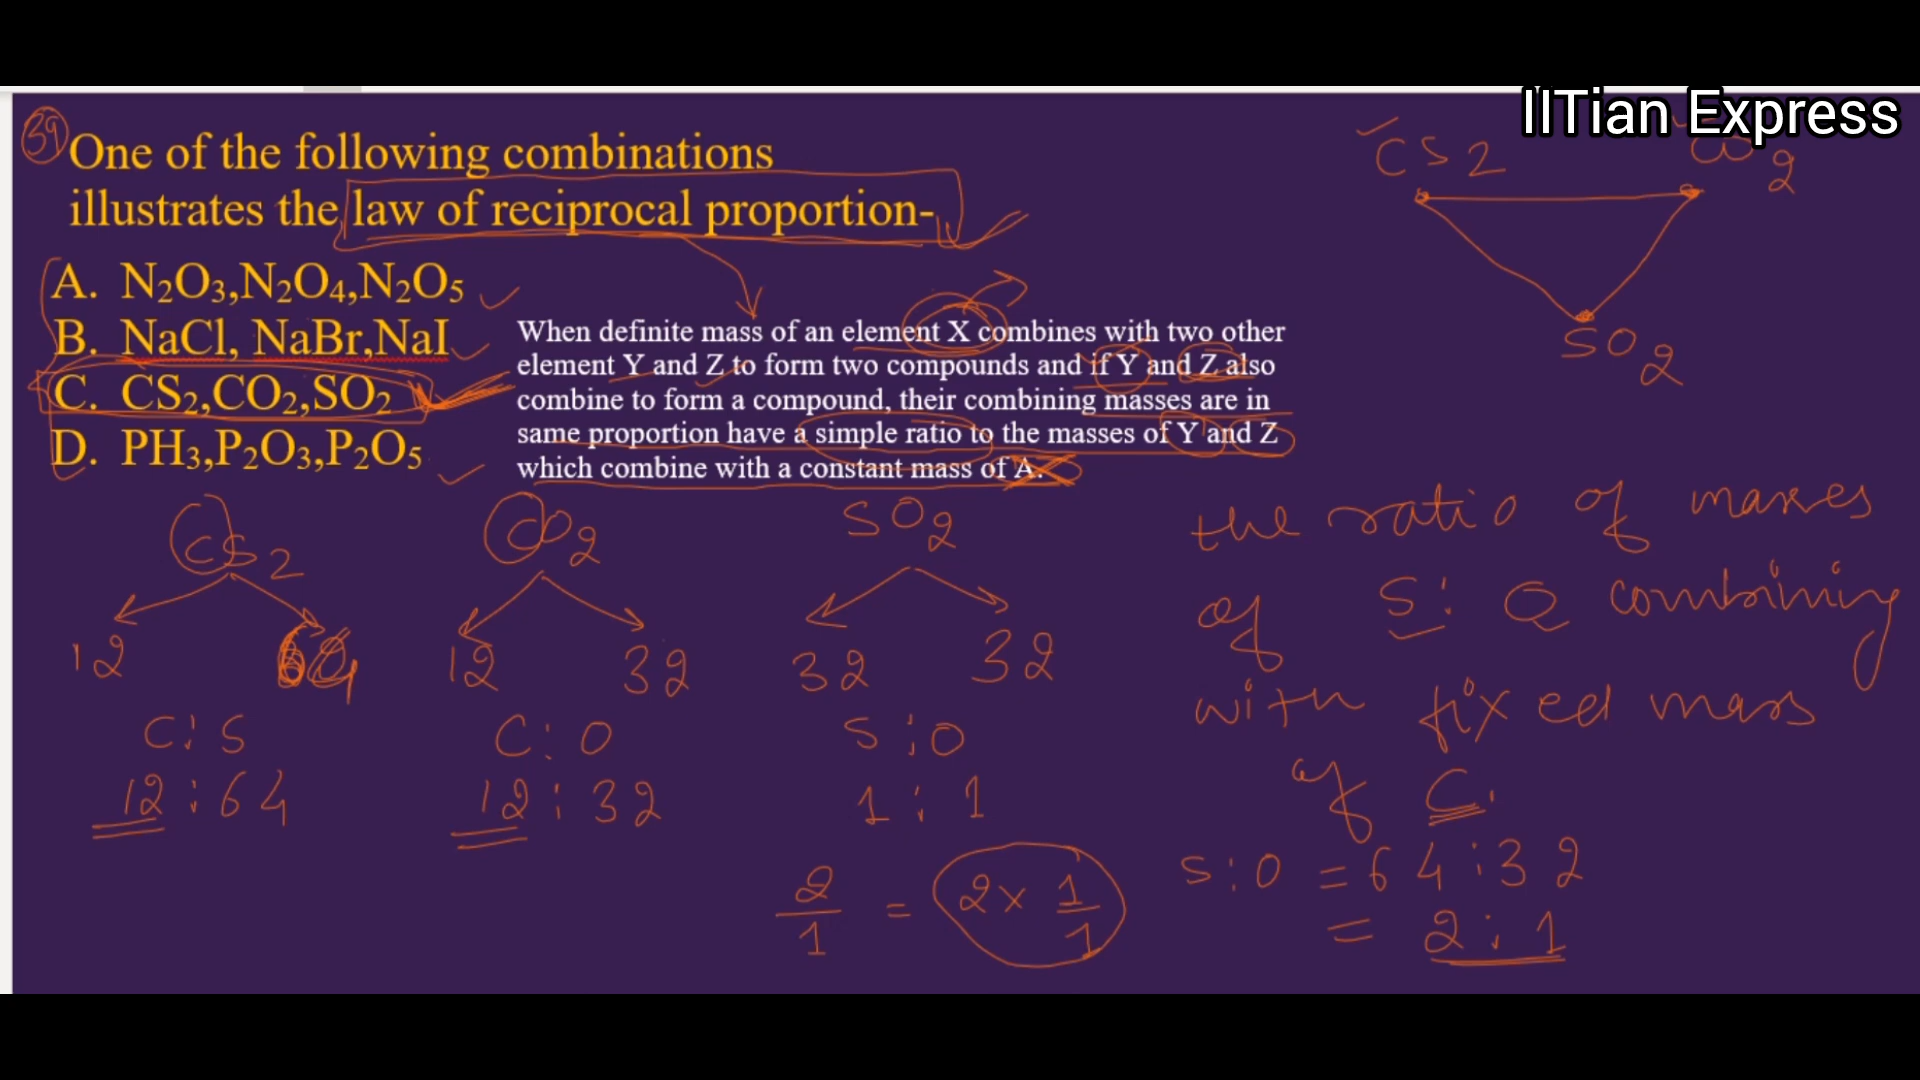 IITian Express
39
One of the following combinations
illustrates the law of reciprocal proportion-
A. N₂O₃,N₂O₄,N₂O₅
B. NaCl, NaBr,NaI
C. CS₂,CO₂,SO₂
D. PH₃,P₂O₃,P₂O₅
When definite mass of an element X combines with two other
element Y and Z to form two compounds and if Y and Z also
combine to form a compound, their combining masses are in
same proportion have a simple ratio to the masses of Y and Z
which combine with a constant mass of A.
CS2 CO2
SO2
CS2 CO2 SO2
12 64 12 32 32 32
C:S C:O S:O
12:64 12:32 1:1
2/1 = 2 x 1/1
the ratio of masses
of S:O combining
with fixed mass
of C.
S:O = 64:32
= 2:1